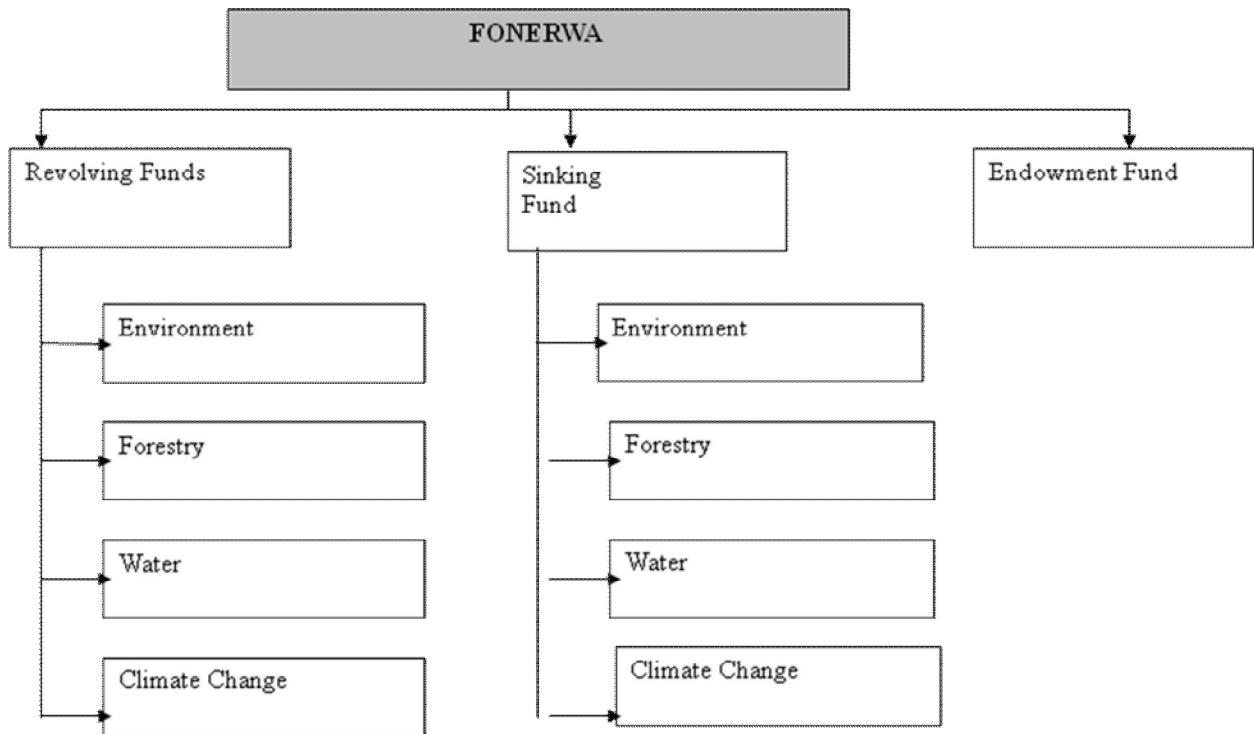 FONERWA
Revolving Funds
Sinking
Fund
Endowment Fund
Environment
Environment
Forestry
Forestry
Water
Water
Climate Change
Climate Change